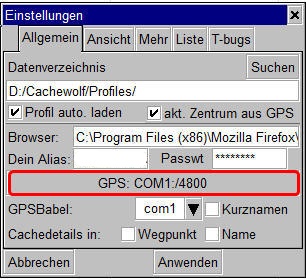 Einstellungen
Allgemein Ansicht Mehr Liste T-bugs
Datenverzeichnis Suchen
D:/Cachewolf/Profiles/
Profil auto. laden akt. Zentrum aus GPS
Browser: C:\Program Files (x86)\Mozilla Firefox\
Dein Alias: Passwt ********
GPS: COM1:/4800
GPSBabel: com1 Kurznamen
Cachedetails in: Wegpunkt Name
Abbrechen Anwenden